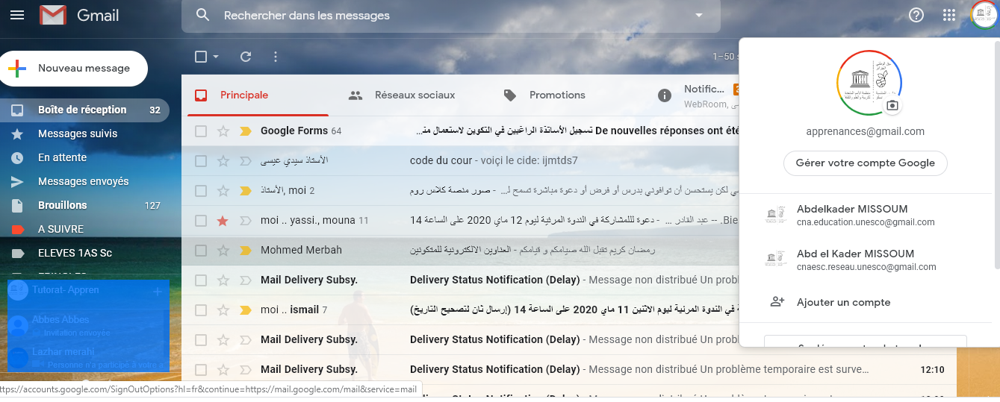 Gmail
Rechercher dans les messages
Nouveau message
1–50 s
Boîte de réception 32
Messages suivis
En attente
Messages envoyés
Brouillons 127
A SUIVRE
ELEVES 1AS Sc
Tutorat- Appren
Abbes Abbes
Invitation envoyée
Lazhar merahi
Personne n'a participé à votre a
Principale
Réseaux sociaux
Promotions
Notific...
WebRoom,
Google Forms 64 De nouvelles réponses ont été تسجيل الأساتذة الراغبين في التكوين لاستعمال منـ...
الأستاذ سيدي عيسى code du cour - voiçi le cide: ijmtds7
الأستاذ, moi 2 صور منصة كلاس روم - ...ي لكن يستحسن أن توافوني بدرس أو فرض أو دعوة مباشرة تسمح لـ
moi .. yassi., mouna 11 دعوة لللمشاركة في الندوة المرئية ليوم 12 ماي 2020 على الساعة 14 - ... عبد القادر -- .Bie
Mohmed Merbah العناوين الالكترونية للمتكونين - رمضان كريم تقبل الله صيامكم و قيامكم
Mail Delivery Subsy. Delivery Status Notification (Delay) - Message non distribué Un problè
moi .. ismail 7 ة في الندوة المرئية ليوم الاثنين 11 ماي 2020 على الساعة 14 (إرسال ثان لتصحيح التاريخ)
Mail Delivery Subsy. Delivery Status Notification (Delay) - Message non distribué Un problè
Mail Delivery Subsy. Delivery Status Notification (Delay) - Message non distribué Un problème temporaire est surve... 12:10
apprenances@gmail.com
Gérer votre compte Google
Abdelkader MISSOUM
cna.education.unesco@gmail.com
Abd el Kader MISSOUM
cnaesc.reseau.unesco@gmail.com
Ajouter un compte
ttps://accounts.google.com/SignOutOptions?hl=fr&continue=https://mail.google.com/mail&service=mail